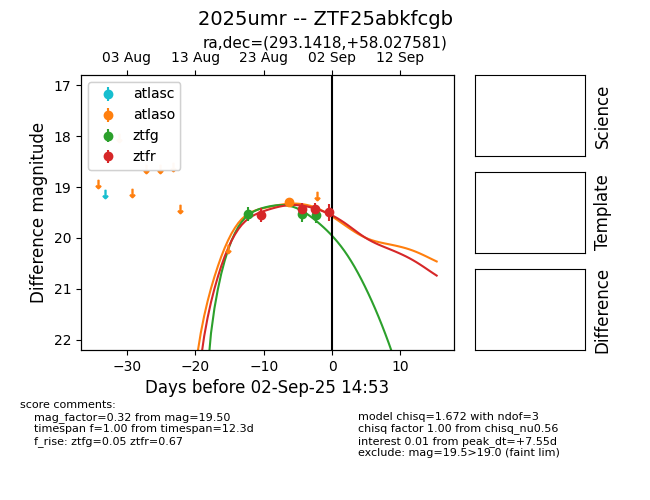 2025umr -- ZTF25abkfcgb
ra,dec=(293.1418,+58.027581)
03 Aug 13 Aug 23 Aug 02 Sep 12 Sep
17
18
19
20
21
22
Difference magnitude
atlasc
atlaso
ztfg
ztfr
−30 −20 −10 0 10
Days before 02-Sep-25 14:53
Science
Template
Difference
score comments:
mag_factor=0.32 from mag=19.50
timespan f=1.00 from timespan=12.3d
f_rise: ztfg=0.05 ztfr=0.67
model chisq=1.672 with ndof=3
chisq factor 1.00 from chisq_nu0.56
interest 0.01 from peak_dt=+7.55d
exclude: mag=19.5>19.0 (faint lim)